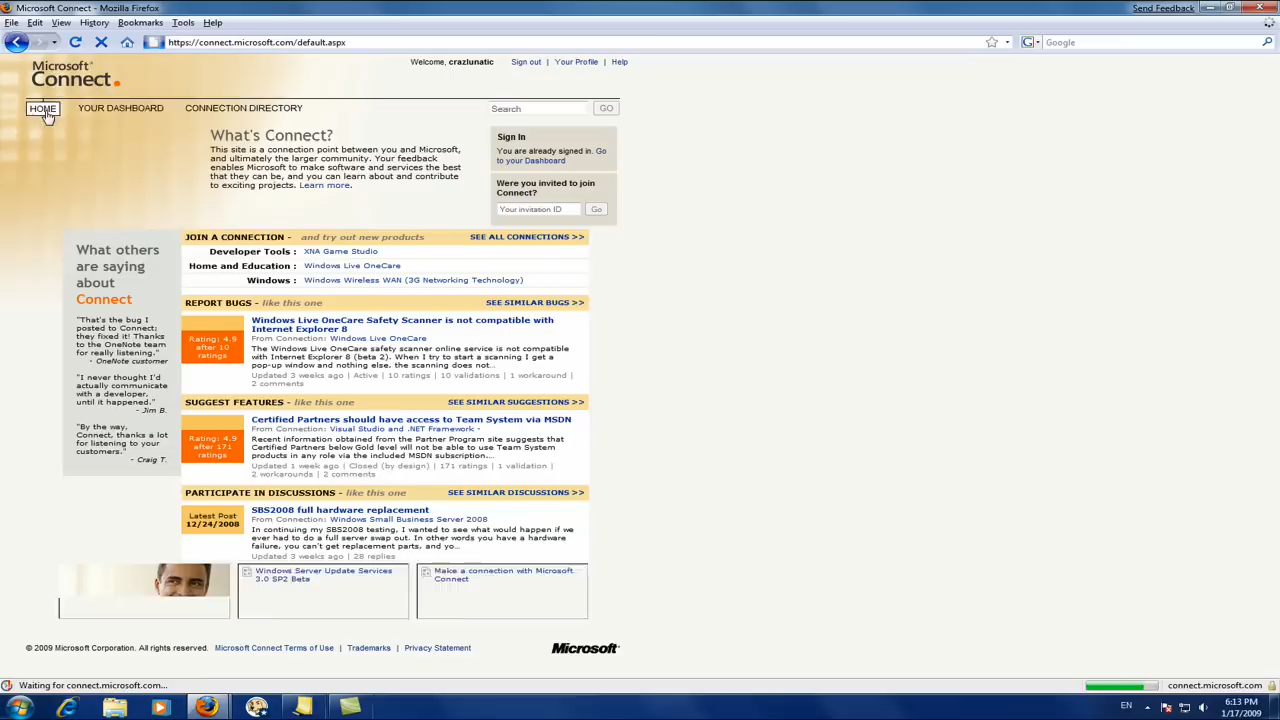 Microsoft Connect - Mozilla Firefox
Send Feedback
File Edit View History Bookmarks Tools Help
https://connect.microsoft.com/default.aspx
Google
Microsoft
Connect
Welcome, crazlunatic Sign out | Your Profile | Help
HOME YOUR DASHBOARD CONNECTION DIRECTORY
Search GO
What's Connect?
This site is a connection point between you and Microsoft,
and ultimately the larger community. Your feedback
enables Microsoft to make software and services the best
that they can be, and you can learn about and contribute
to exciting projects. Learn more.
Sign In
You are already signed in. Go
to your Dashboard
Were you invited to join
Connect?
Your invitation ID Go
What others
are saying
about
Connect
"That's the bug I
posted to Connect;
they fixed it! Thanks
to the OneNote team
for really listening."
- OneNote customer
"I never thought I'd
actually communicate
with a developer,
until it happened."
- Jim B.
"By the way,
Connect, thanks a lot
for listening to your
customers."
- Craig T.
JOIN A CONNECTION - and try out new products SEE ALL CONNECTIONS >>
Developer Tools : XNA Game Studio
Home and Education : Windows Live OneCare
Windows : Windows Wireless WAN (3G Networking Technology)
REPORT BUGS - like this one SEE SIMILAR BUGS >>
Rating: 4.9
after 10
ratings
Windows Live OneCare Safety Scanner is not compatible with
Internet Explorer 8
From Connection: Windows Live OneCare
The Windows Live OneCare safety scanner online service is not compatible
with Internet Explorer 8 (beta 2). When I try to start a scanning I get a
pop-up window and nothing else, the scanning does not...
Updated 3 weeks ago | Active | 10 ratings | 10 validations | 1 workaround |
2 comments
SUGGEST FEATURES - like this one SEE SIMILAR SUGGESTIONS >>
Rating: 4.9
after 171
ratings
Certified Partners should have access to Team System via MSDN
From Connection: Visual Studio and .NET Framework -
Recent information obtained from the Partner Program site suggests that
Certified Partners below Gold level will not be able to use Team System
products in any role via the included MSDN subscription....
Updated 1 week ago | Closed (by design) | 171 ratings | 1 validation |
2 workarounds | 2 comments
PARTICIPATE IN DISCUSSIONS - like this one SEE SIMILAR DISCUSSIONS >>
Latest Post
12/24/2008
SBS2008 full hardware replacement
From Connection: Windows Small Business Server 2008
In continuing my SBS2008 testing, I wanted to see what would happen if we
ever had to do a full server swap out. In other words you have a hardware
failure, you can't get replacement parts, and yo...
Updated 3 weeks ago | 28 replies
Windows Server Update Services
3.0 SP2 Beta
Make a connection with Microsoft
Connect
© 2009 Microsoft Corporation. All rights reserved. Microsoft Connect Terms of Use | Trademarks | Privacy Statement
Microsoft
Waiting for connect.microsoft.com...
connect.microsoft.com
EN
6:13 PM
1/17/2009